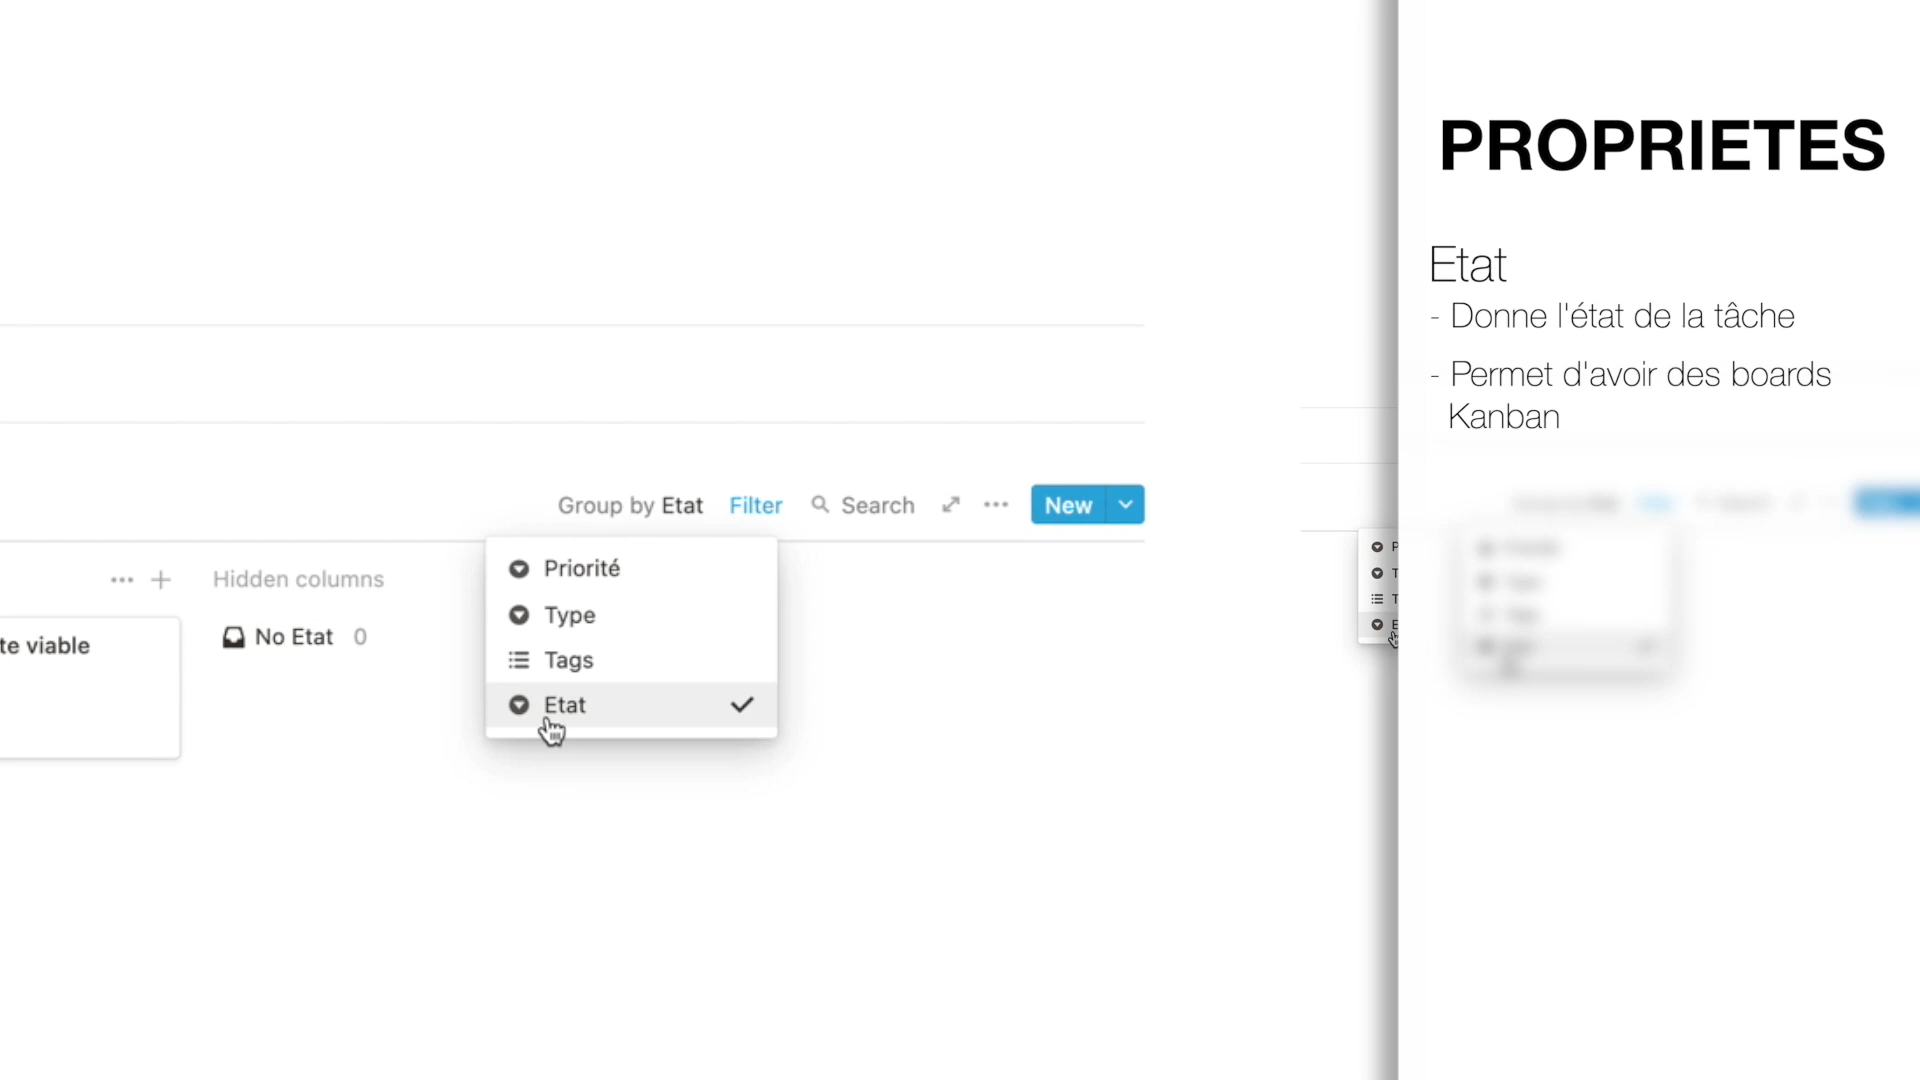 PROPRIETES
Etat
- Donne l'état de la tâche
- Permet d'avoir des boards
Kanban
Group by Etat Filter Search New
Hidden columns
No Etat 0
te viable
Priorité
Type
Tags
Etat